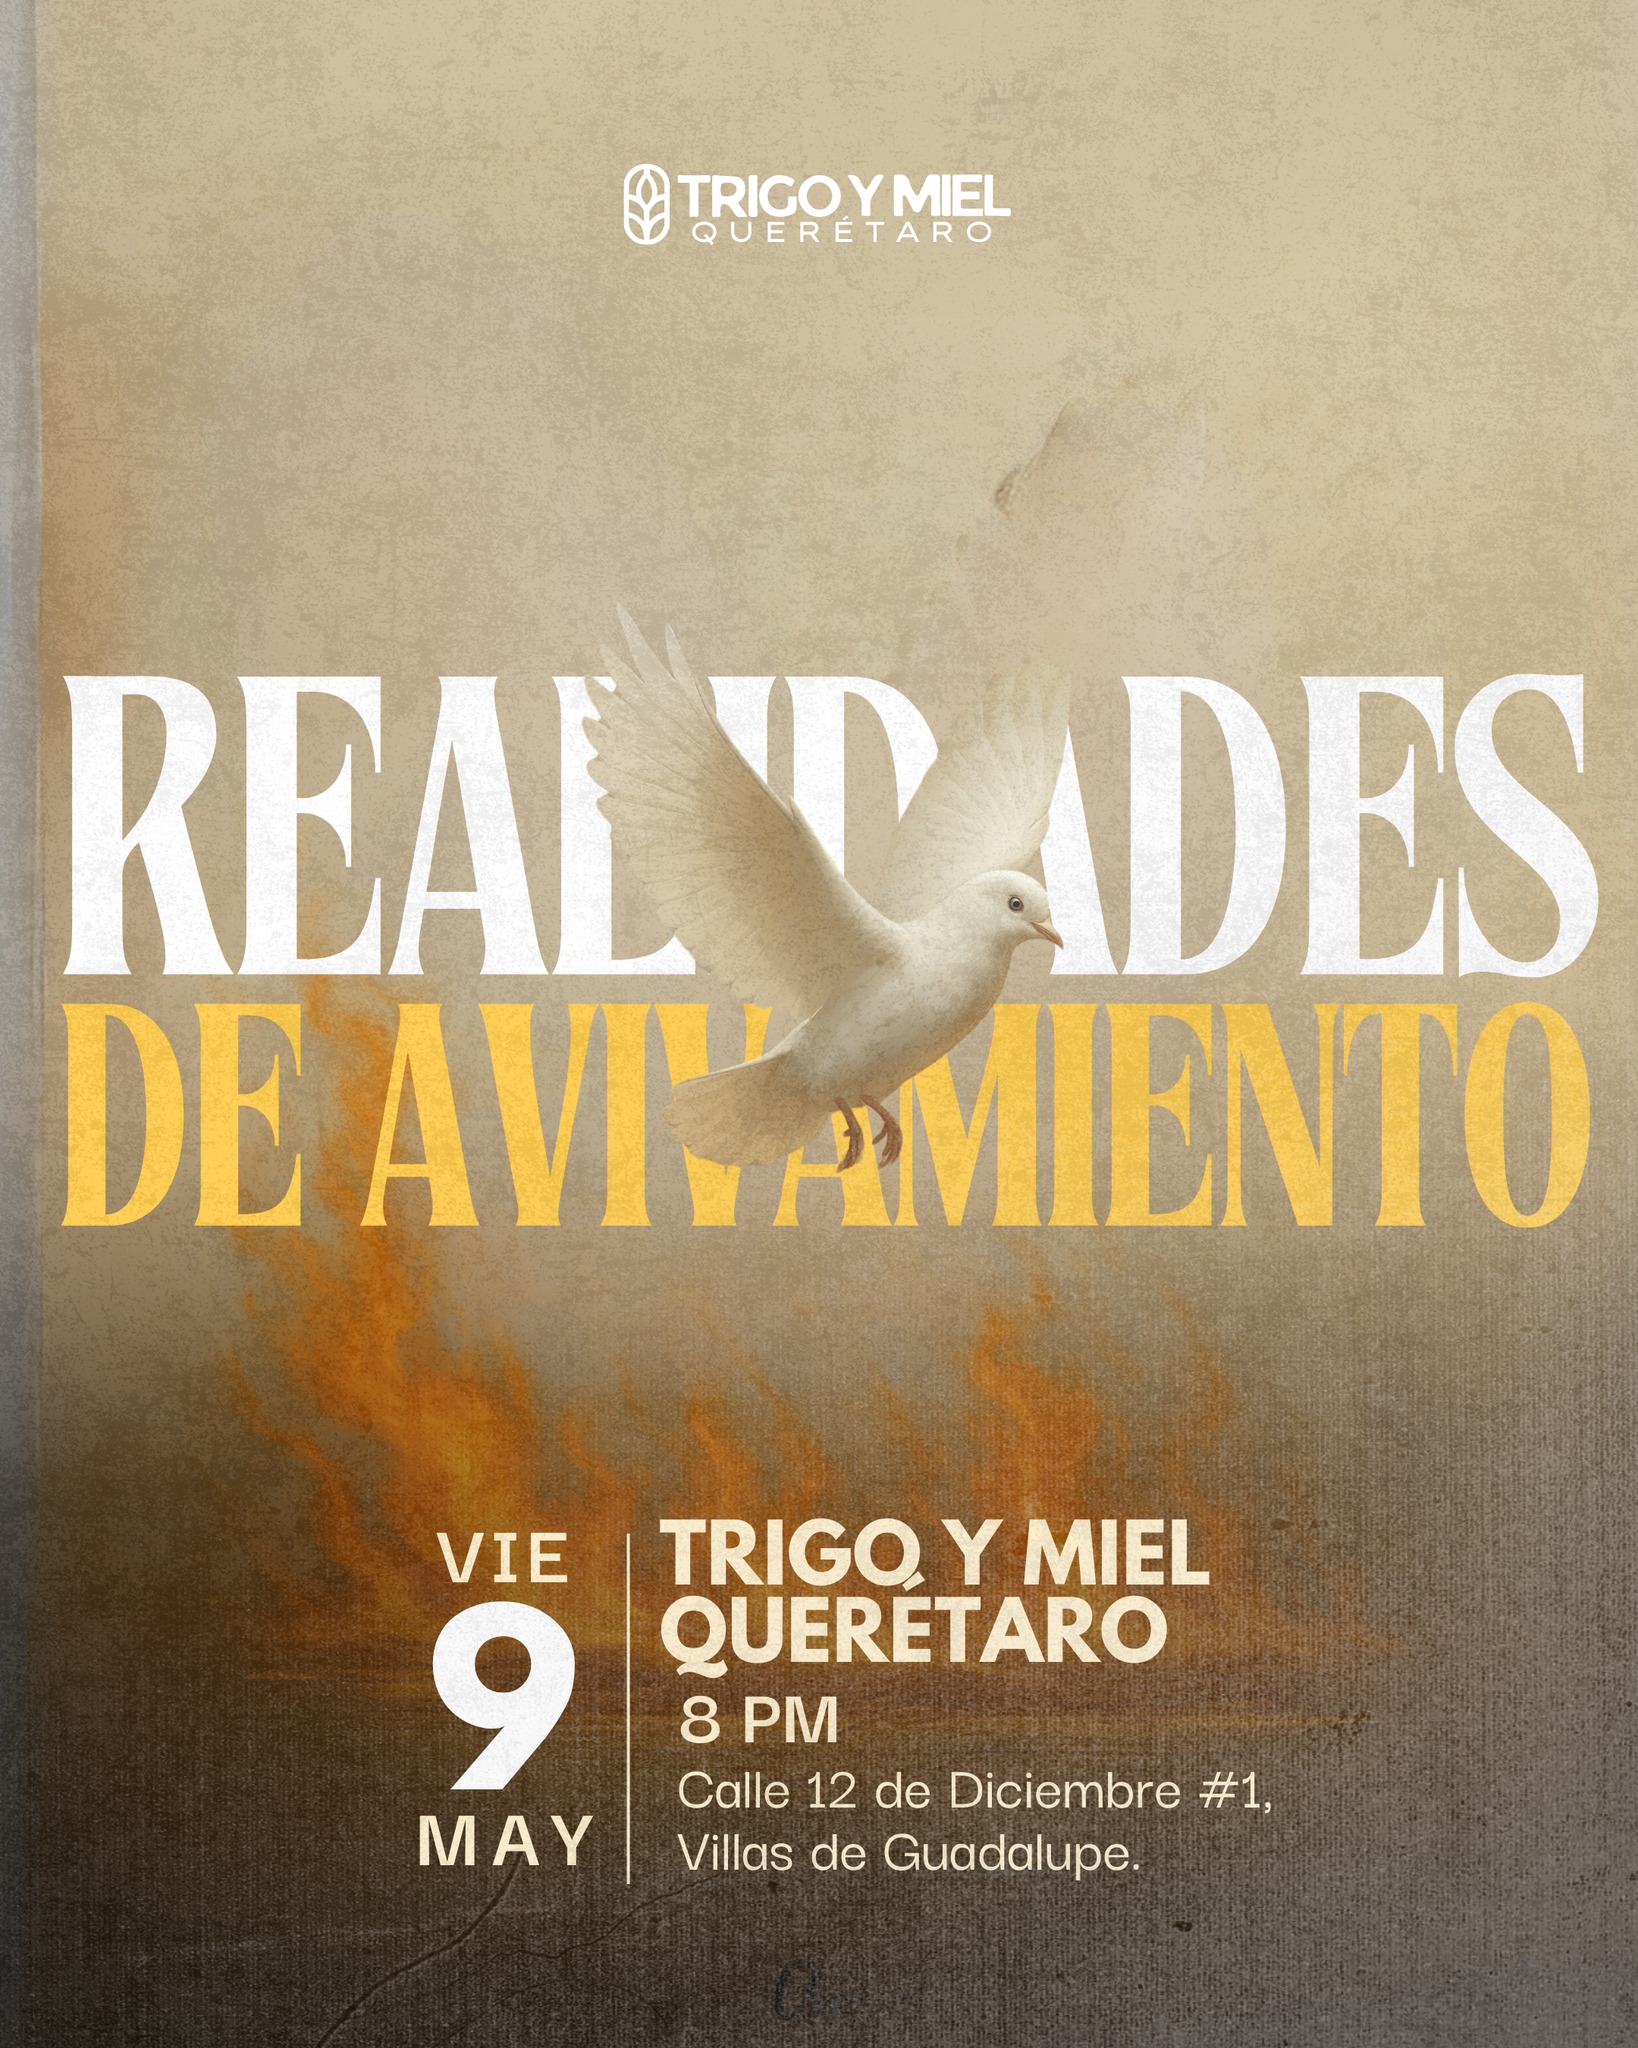 TRIGO Y MIEL
QUERÉTARO
REALIDADES
DE AVIVAMIENTO
VIE
9
MAY
TRIGO Y MIEL
QUERÉTARO
8 PM
Calle 12 de Diciembre #1,
Villas de Guadalupe.